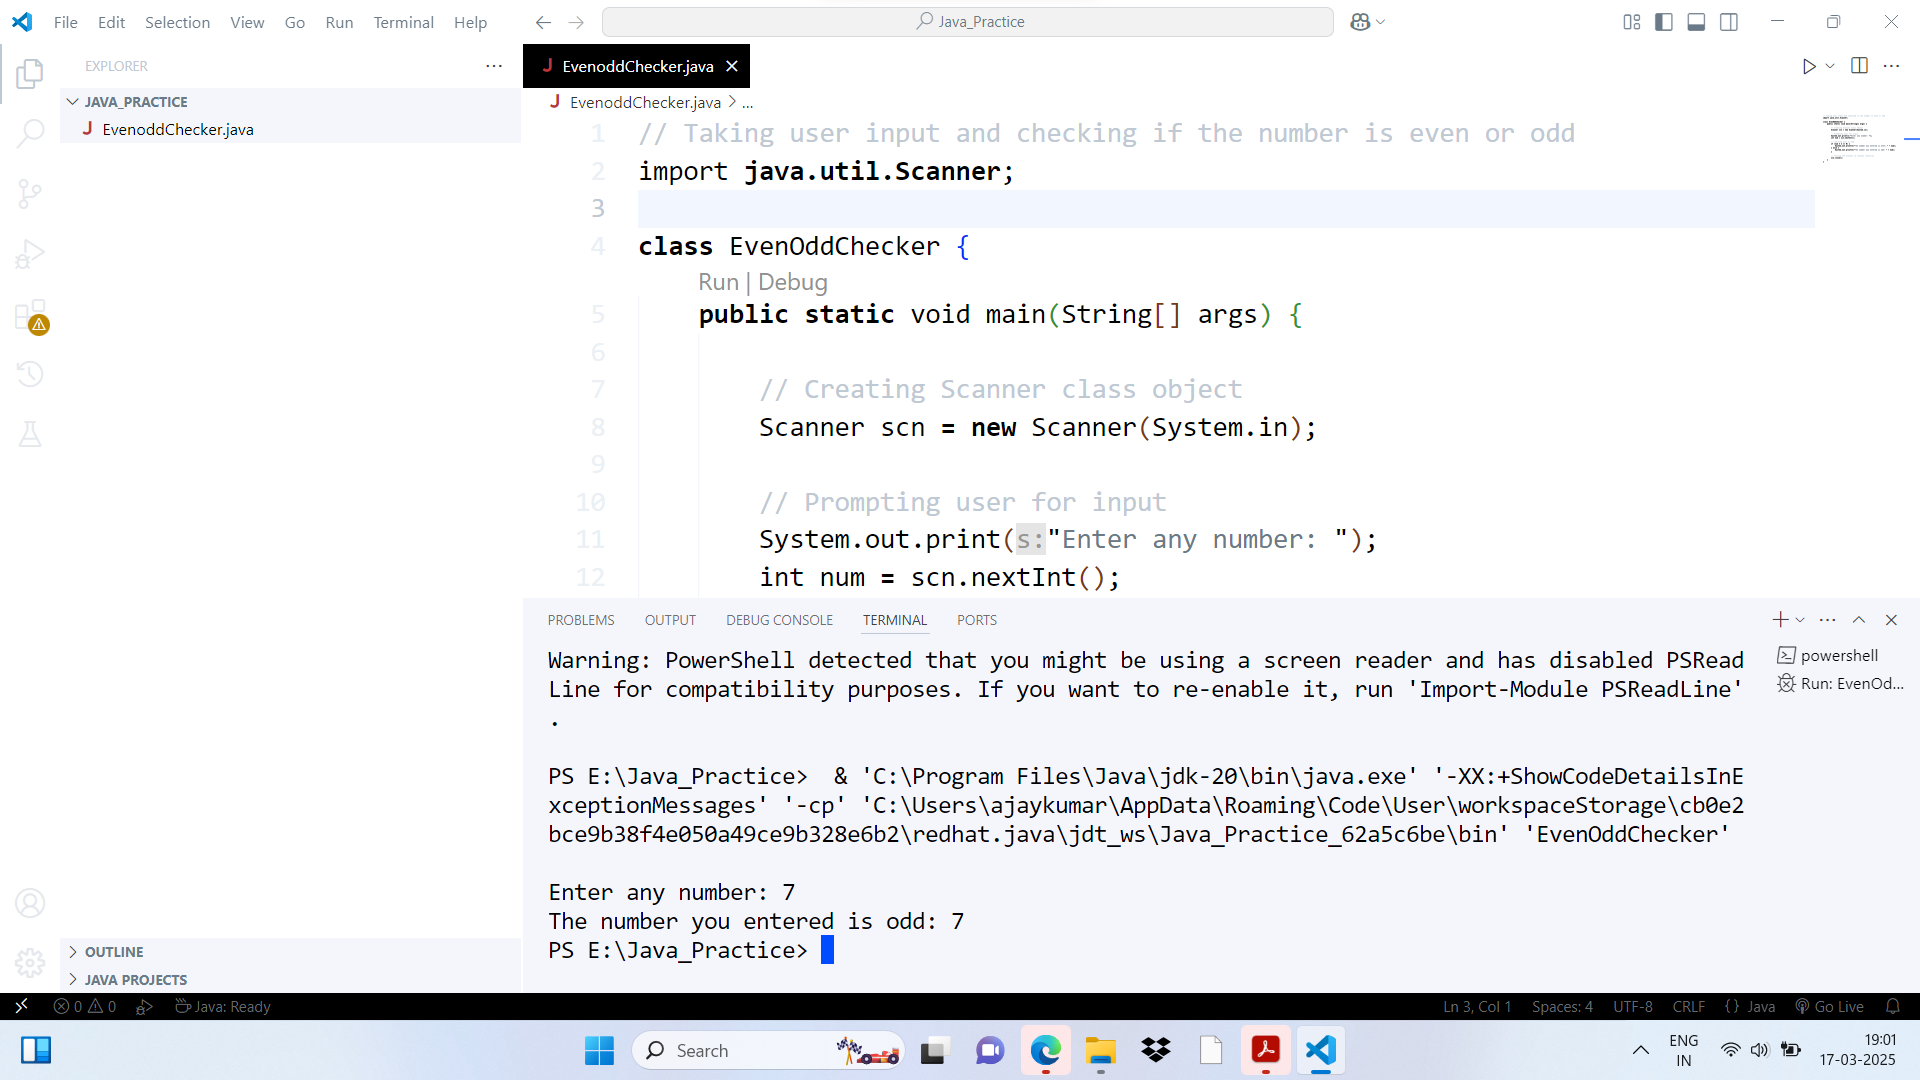 File Edit Selection View Go Run Terminal Help
Java_Practice
EXPLORER
JAVA_PRACTICE
J EvenoddChecker.java
OUTLINE
JAVA PROJECTS
J EvenoddChecker.java
J EvenoddChecker.java > ...
1 // Taking user input and checking if the number is even or odd
2 import java.util.Scanner;
3
4 class EvenOddChecker {
Run | Debug
5 public static void main(String[] args) {
6
7 // Creating Scanner class object
8 Scanner scn = new Scanner(System.in);
9
10 // Prompting user for input
11 System.out.print(s:"Enter any number: ");
12 int num = scn.nextInt();
PROBLEMS OUTPUT DEBUG CONSOLE TERMINAL PORTS
Warning: PowerShell detected that you might be using a screen reader and has disabled PSRead
Line for compatibility purposes. If you want to re-enable it, run 'Import-Module PSReadLine'
.
PS E:\Java_Practice>  & 'C:\Program Files\Java\jdk-20\bin\java.exe' '-XX:+ShowCodeDetailsInE
xceptionMessages' '-cp' 'C:\Users\ajaykumar\AppData\Roaming\Code\User\workspaceStorage\cb0e2
bce9b38f4e050a49ce9b328e6b2\redhat.java\jdt_ws\Java_Practice_62a5c6be\bin' 'EvenOddChecker'
Enter any number: 7
The number you entered is odd: 7
PS E:\Java_Practice>
powershell
Run: EvenOd...
0 0 Java: Ready
Ln 3, Col 1 Spaces: 4 UTF-8 CRLF {} Java Go Live
Search
ENG
IN
19:01
17-03-2025